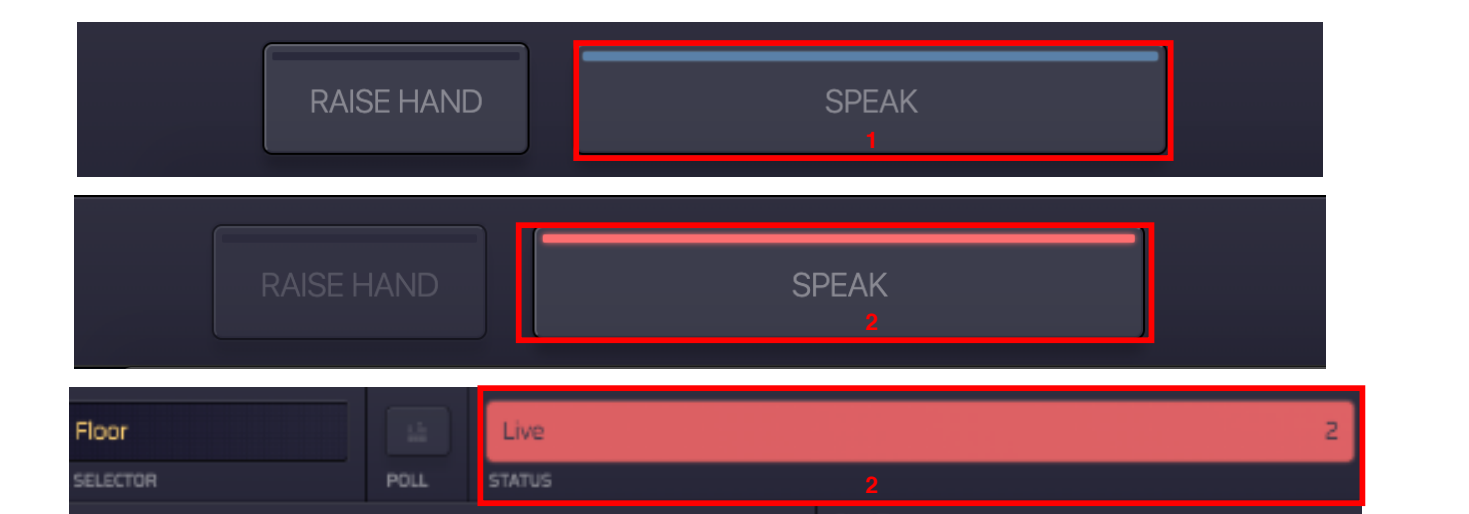 RAISE HAND SPEAK
1
RAISE HAND SPEAK
2
Floor Live 2
SELECTOR POLL STATUS 2